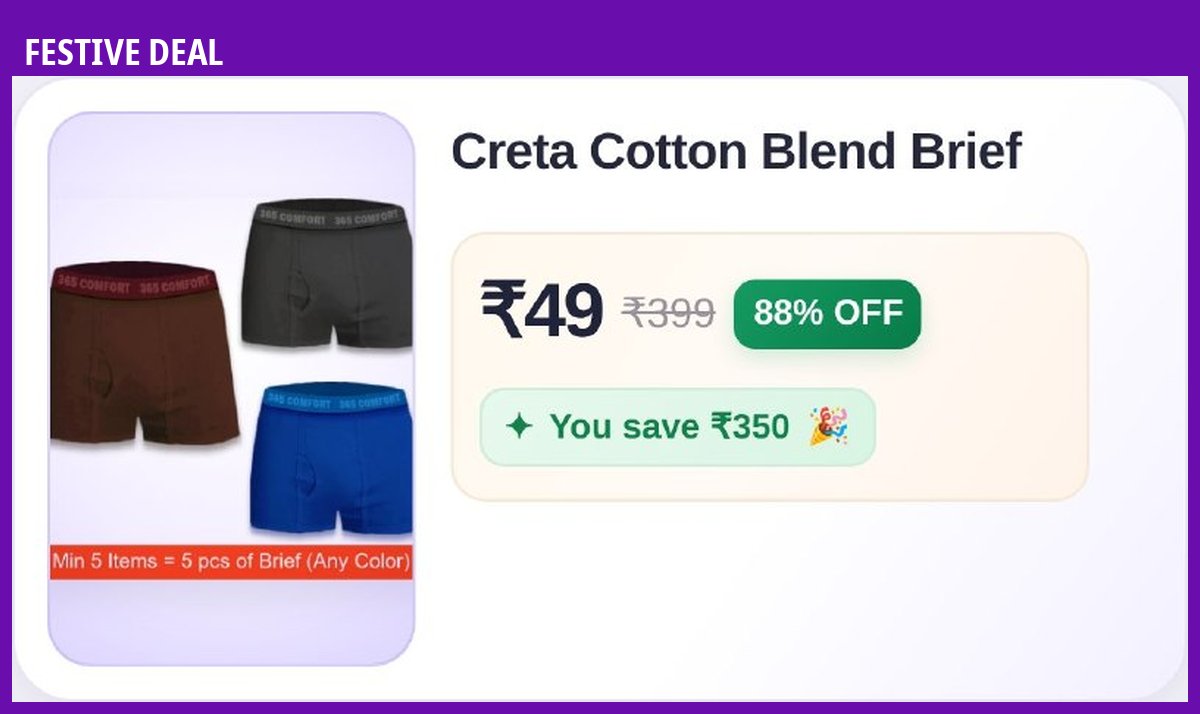 FESTIVE DEAL
Creta Cotton Blend Brief
₹49 ₹399 88% OFF
✦ You save ₹350 🎉
365 COMFORT 365 COMFORT
365 COMFORT 365 COMFORT
365 COMFORT 365 COMFORT
Min 5 Items = 5 pcs of Brief (Any Color)